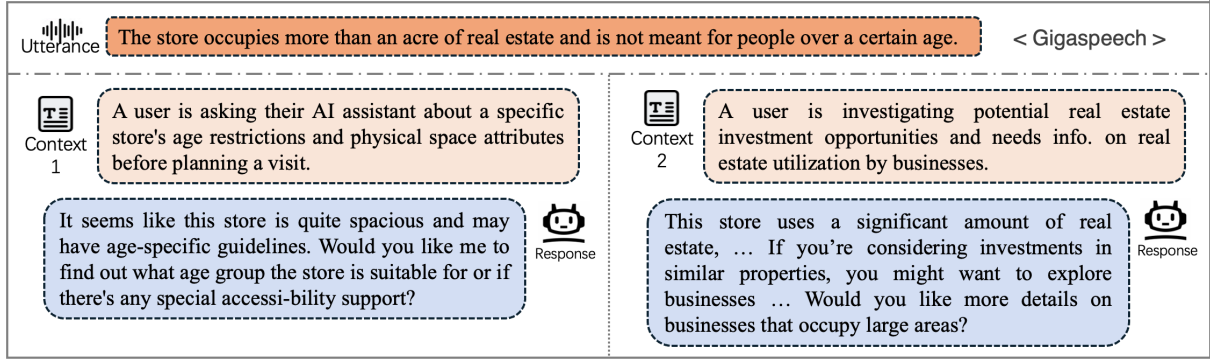 Utterance
The store occupies more than an acre of real estate and is not meant for people over a certain age.
< Gigaspeech >
Context
1
A user is asking their AI assistant about a specific
store's age restrictions and physical space attributes
before planning a visit.
It seems like this store is quite spacious and may
have age-specific guidelines. Would you like me to
find out what age group the store is suitable for or if
there's any special accessi-bility support?
Response
Context
2
A user is investigating potential real estate
investment opportunities and needs info. on real
estate utilization by businesses.
This store uses a significant amount of real
estate, … If you’re considering investments in
similar properties, you might want to explore
businesses … Would you like more details on
businesses that occupy large areas?
Response